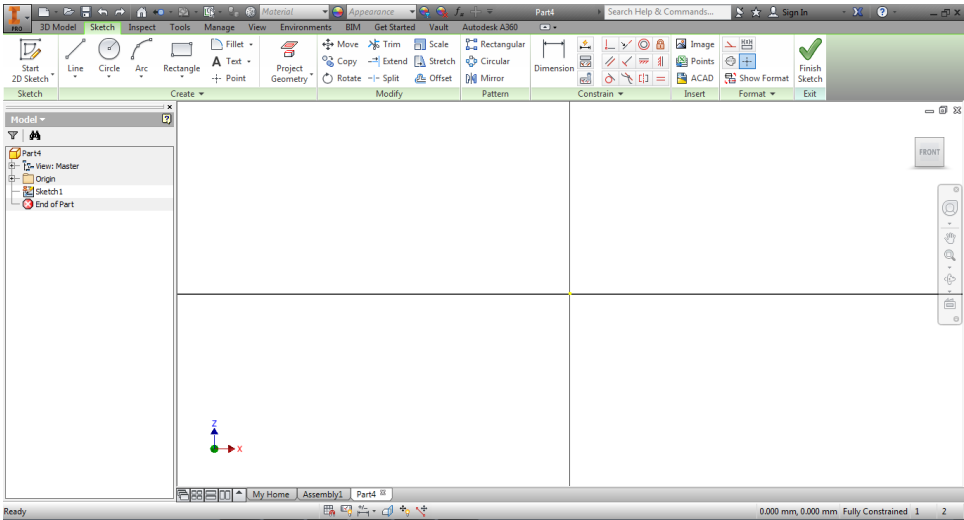 PRO Material Appearance Part4 Search Help & Commands... Sign In
3D Model Sketch Inspect Tools Manage View Environments BIM Get Started Vault Autodesk A360
Fillet Move Trim Scale Rectangular Image
Text Copy Extend Stretch Circular Points
Start 2D Sketch Line Circle Arc Rectangle Point Project Geometry Rotate Split Offset Mirror Dimension ACAD Show Format Finish Sketch
Sketch Create Modify Pattern Constrain Insert Format Exit
Model
Part4
View: Master
Origin
Sketch1
End of Part
FRONT
Z
X
My Home Assembly1 Part4
Ready 0.000 mm, 0.000 mm Fully Constrained 1 2